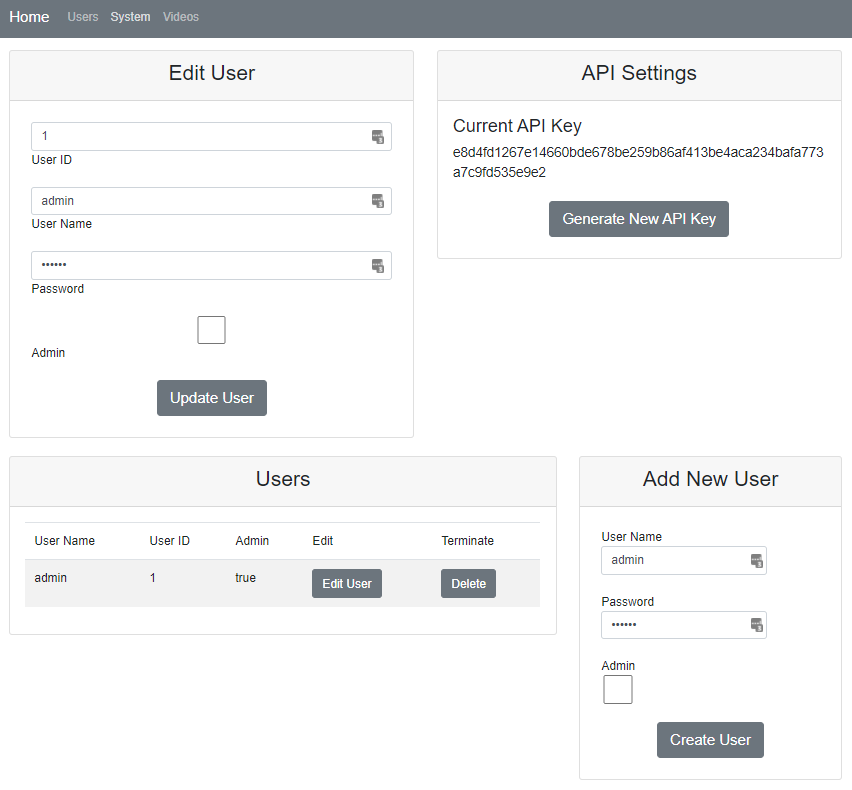 Home Users System Videos
Edit User
1
User ID
admin
User Name
••••••
Password
Admin
Update User
API Settings
Current API Key
e8d4fd1267e14660bde678be259b86af413be4aca234bafa773
a7c9fd535e9e2
Generate New API Key
Users
User Name User ID Admin Edit Terminate
admin 1 true Edit User Delete
Add New User
User Name
admin
Password
••••••
Admin
Create User